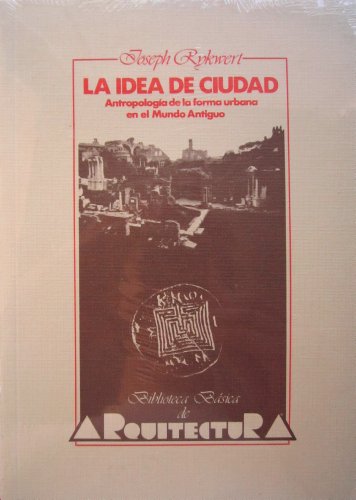 Joseph Rykwert
LA IDEA DE CIUDAD
Antropología de la forma urbana
en el Mundo Antiguo
Biblioteca Básica
de
ARQUITECTURA